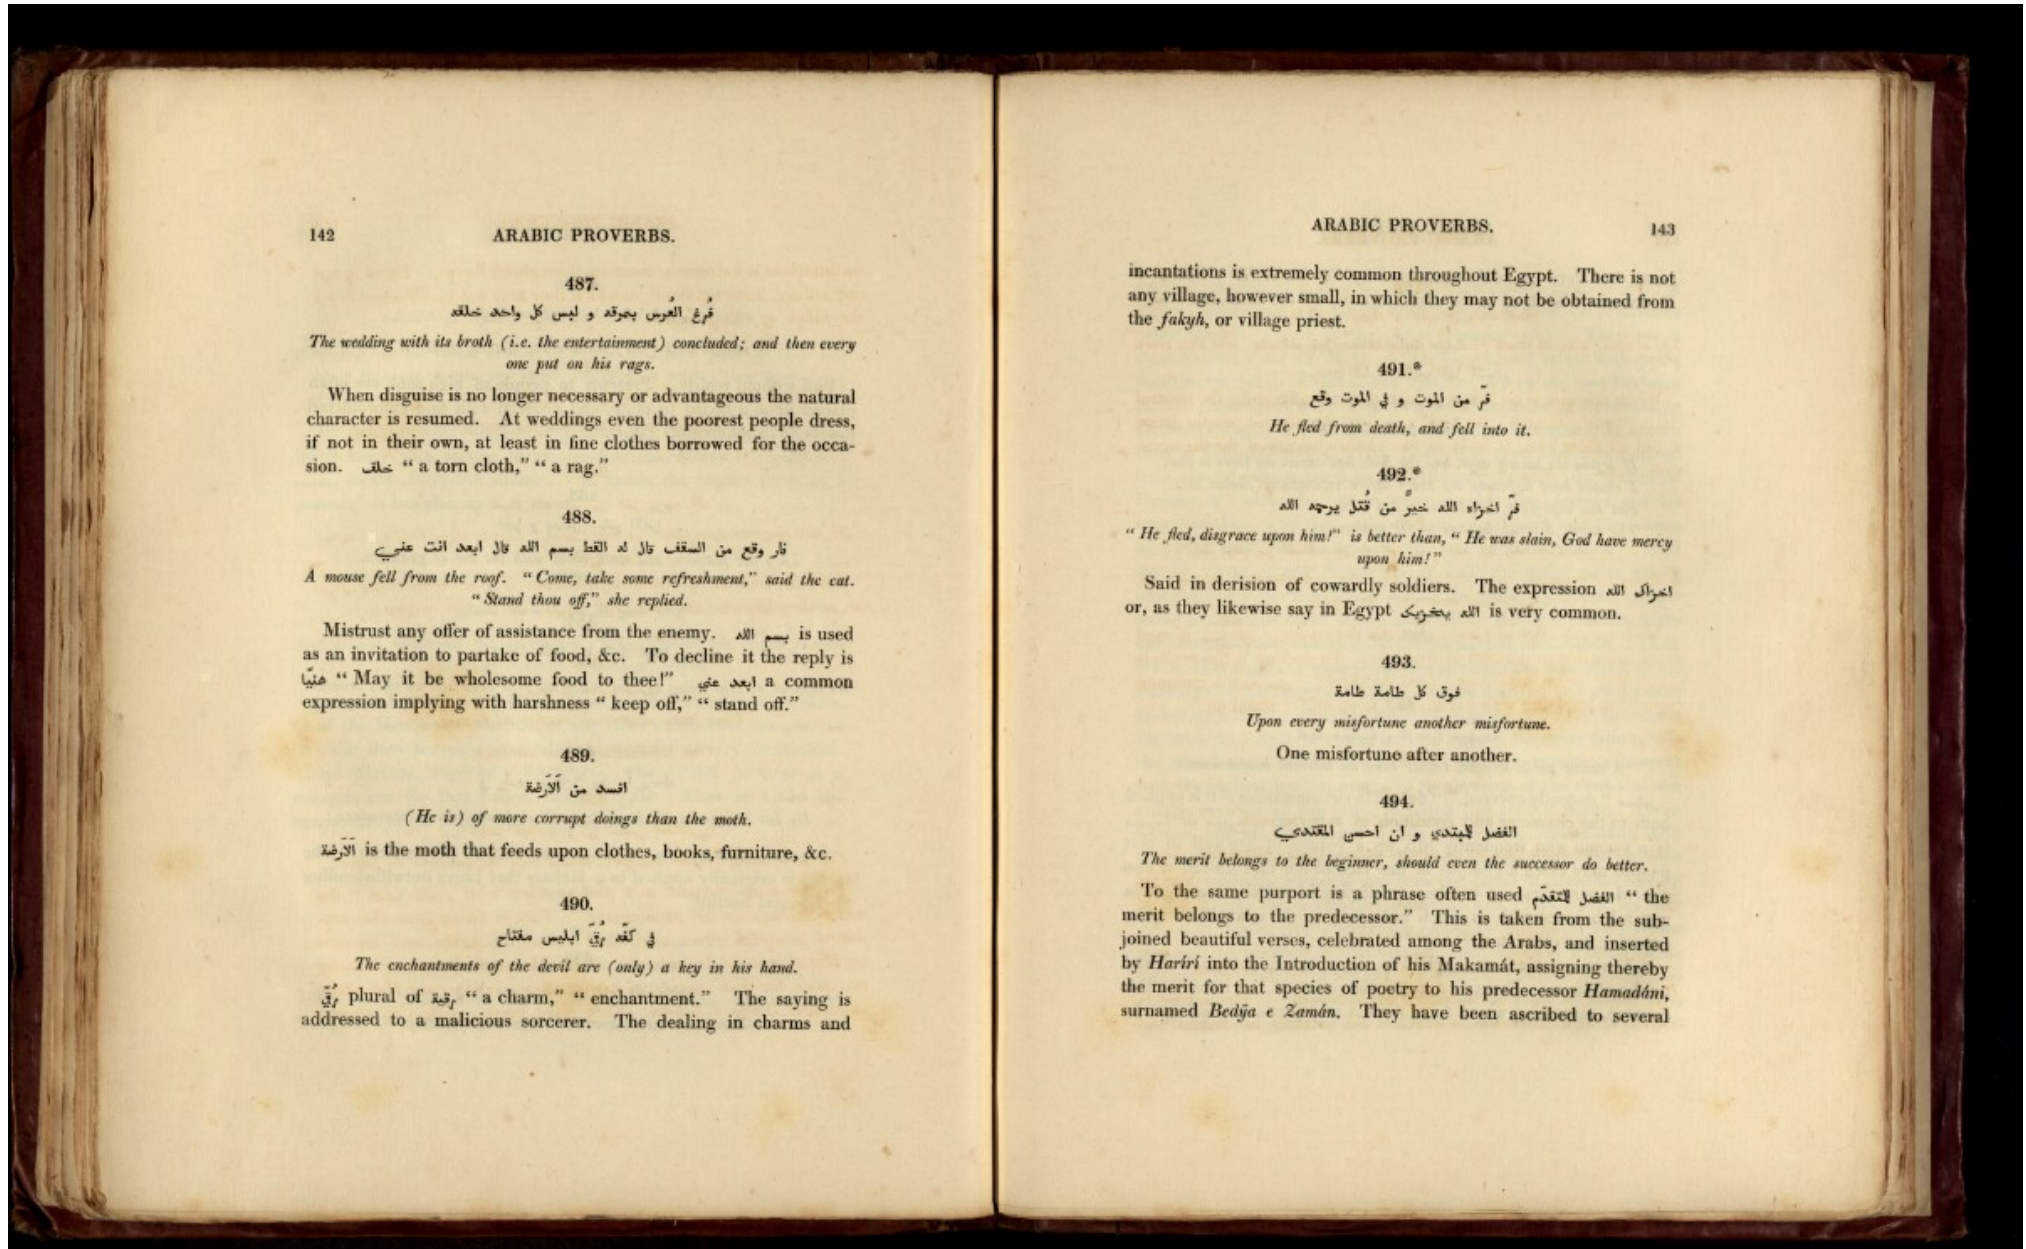 142 ARABIC PROVERBS.
487.
فُرغ العُرس بمرقه و لبس كل واحد خلقه
The wedding with its broth (i.e. the entertainment) concluded; and then every
one put on his rags.
When disguise is no longer necessary or advantageous the natural
character is resumed. At weddings even the poorest people dress,
if not in their own, at least in fine clothes borrowed for the occa-
sion. خلق “ a torn cloth,” “ a rag.”
488.
فار وقع من السقف قال له القط بسم الله قال ابعد انت عني
A mouse fell from the roof. “ Come, take some refreshment,” said the cat.
“ Stand thou off,” she replied.
Mistrust any offer of assistance from the enemy. بسم الله is used
as an invitation to partake of food, &c. To decline it the reply is
هنيّا “ May it be wholesome food to thee!” ابعد عني a common
expression implying with harshness “ keep off,” “ stand off.”
489.
افسد من اَلاَرضة
(He is) of more corrupt doings than the moth.
اَلاَرضة is the moth that feeds upon clothes, books, furniture, &c.
490.
في كفّه رُقّي ابليس مفتاح
The enchantments of the devil are (only) a key in his hand.
رُقّي plural of رقية “ a charm,” “ enchantment.” The saying is
addressed to a malicious sorcerer. The dealing in charms and
ARABIC PROVERBS. 143
incantations is extremely common throughout Egypt. There is not
any village, however small, in which they may not be obtained from
the fakyh, or village priest.
491.*
فرّ من الموت و في الموت وقع
He fled from death, and fell into it.
492.*
فرّ اخزاه الله خيرٌ من قُتل يرحمه الله
“ He fled, disgrace upon him!” is better than, “ He was slain, God have mercy
upon him!”
Said in derision of cowardly soldiers. The expression اخزاك الله
or, as they likewise say in Egypt الله يخزيك is very common.
493.
فوق كل طامة طامة
Upon every misfortune another misfortune.
One misfortune after another.
494.
الفضل للمبتدي و ان احسن المقتدي
The merit belongs to the beginner, should even the successor do better.
To the same purport is a phrase often used الفضل للمتقدّم “ the
merit belongs to the predecessor.” This is taken from the sub-
joined beautiful verses, celebrated among the Arabs, and inserted
by Harírí into the Introduction of his Makamát, assigning thereby
the merit for that species of poetry to his predecessor Hamadáni,
surnamed Bedÿa e Zamán. They have been ascribed to several